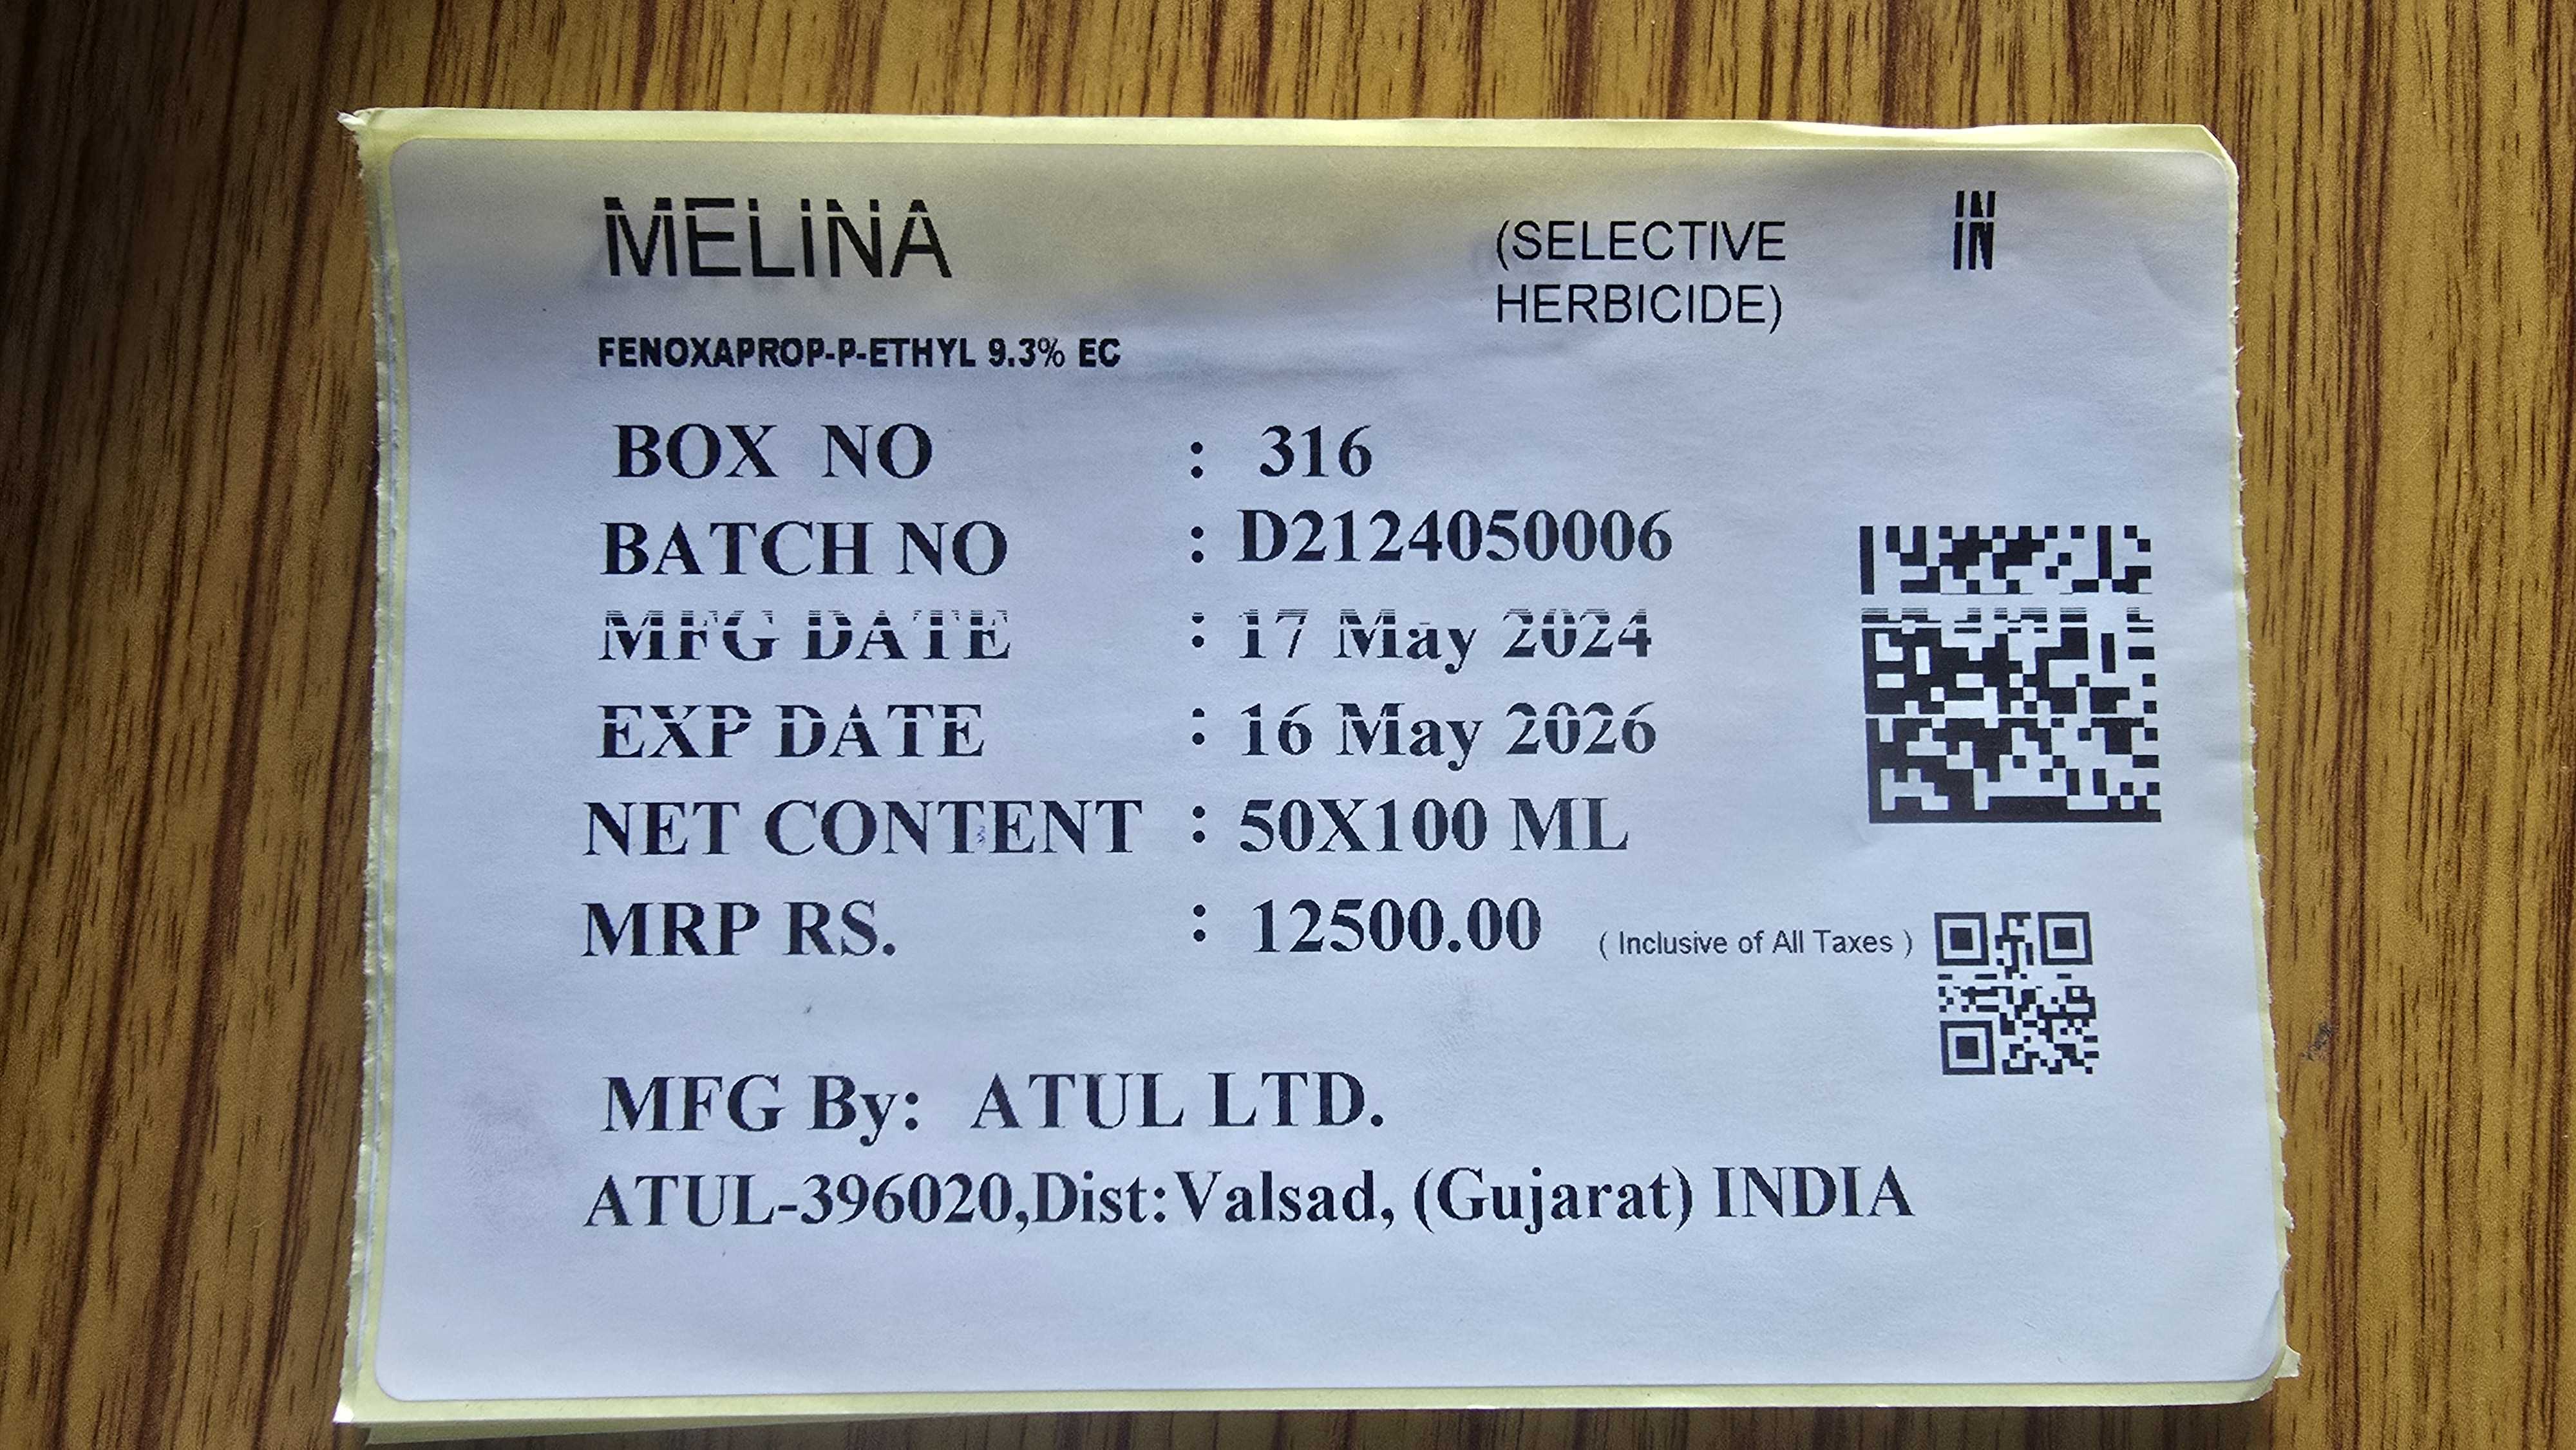 MELINA
(SELECTIVE
HERBICIDE)
IN
IN
FENOXAPROP-P-ETHYL 9.3% EC
BOX NO : 316
BATCH NO : D2124050006
MFG DATE : 17 May 2024
EXP DATE : 16 May 2026
NET CONTENT : 50X100 ML
MRP RS. : 12500.00 ( Inclusive of All Taxes )
MFG By: ATUL LTD.
ATUL-396020,Dist:Valsad, (Gujarat) INDIA